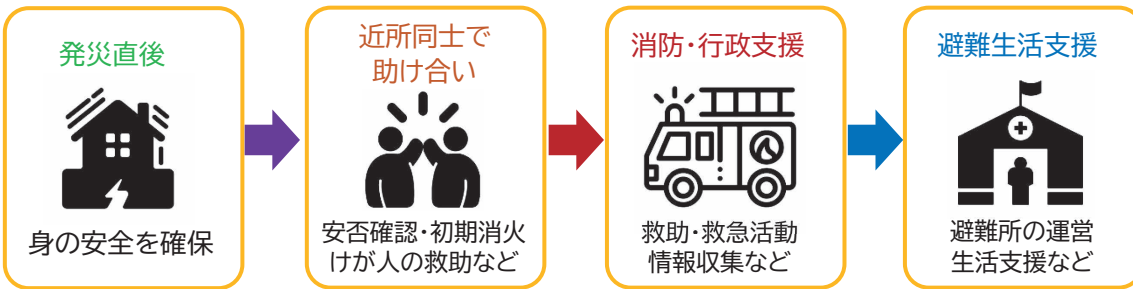 発災直後
身の安全を確保
近所同士で
助け合い
安否確認・初期消火
けが人の救助など
消防・行政支援
救助・救急活動
情報収集など
避難生活支援
避難所の運営
生活支援など